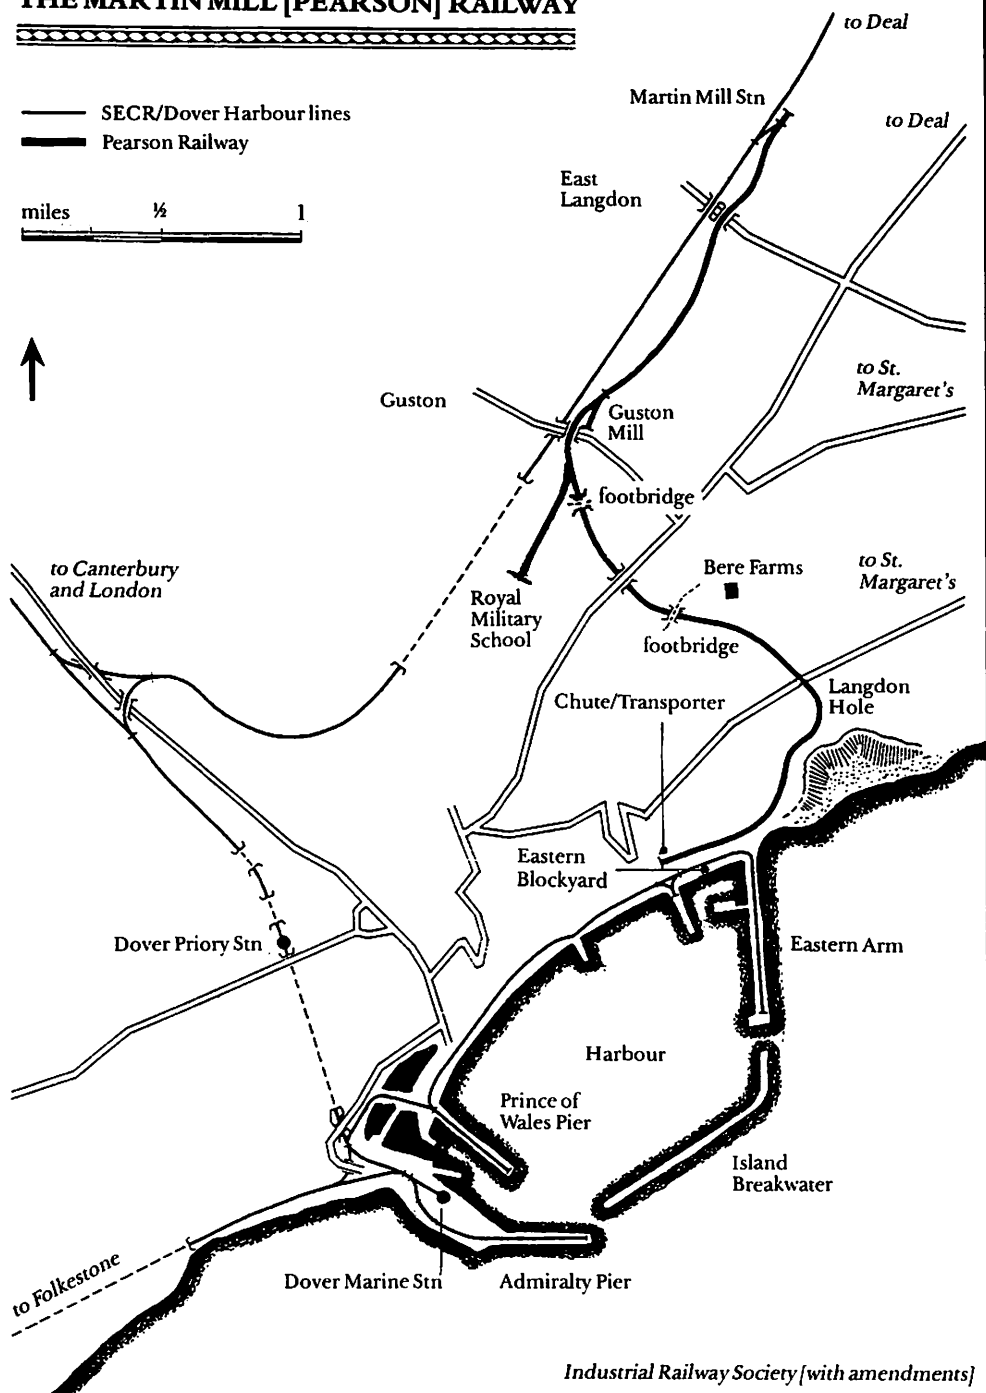 THE MARTIN MILL [PEARSON] RAILWAY
to Deal
Martin Mill Stn
SECR/Dover Harbour lines
to Deal
Pearson Railway
East
Langdon
miles ½ 1
to St.
Margaret's
Guston
Guston
Mill
footbridge
to Canterbury
and London
Bere Farms
to St.
Margaret's
Royal
Military
School
footbridge
Langdon
Hole
Chute/Transporter
Eastern
Blockyard
Dover Priory Stn
Eastern Arm
Harbour
Prince of
Wales Pier
Island
Breakwater
to Folkestone
Dover Marine Stn
Admiralty Pier
Industrial Railway Society [with amendments]